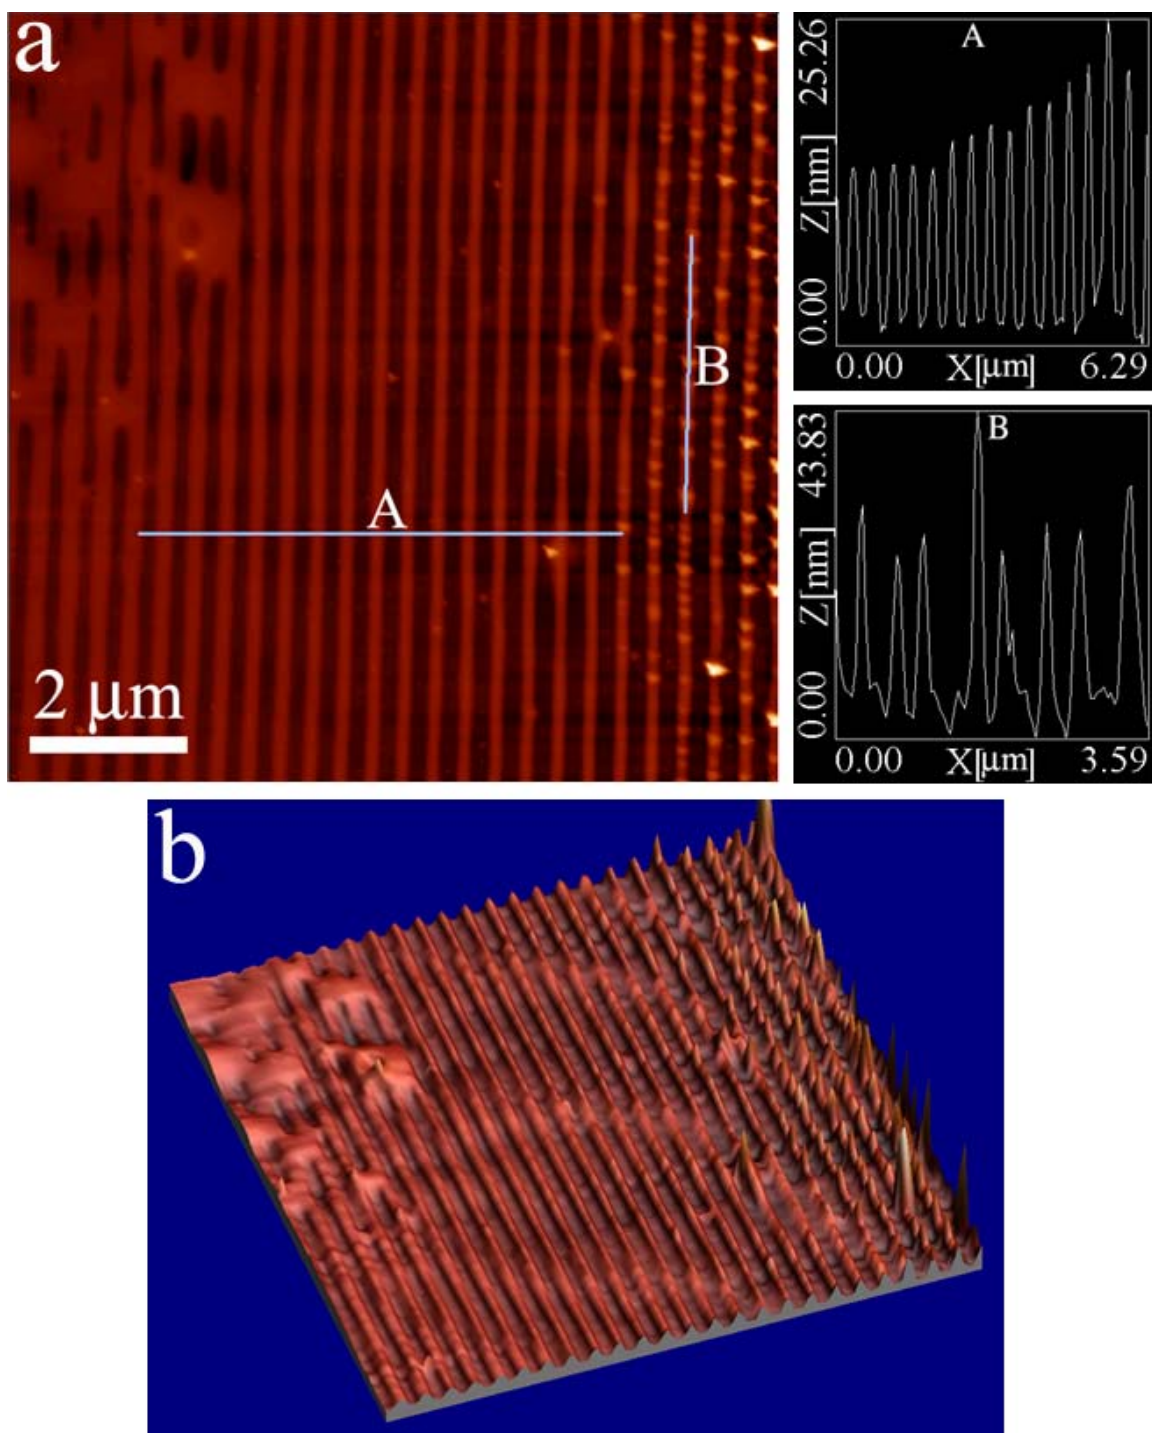 a
A
B
2 μm
A
25.26
Z[nm]
0.00
0.00 X[μm] 6.29
B
43.83
Z[nm]
0.00
0.00 X[μm] 3.59
b